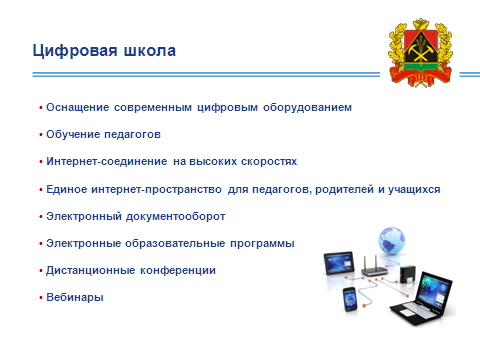 Цифровая школа
• Оснащение современным цифровым оборудованием
• Обучение педагогов
• Интернет-соединение на высоких скоростях
• Единое интернет-пространство для педагогов, родителей и учащихся
• Электронный документооборот
• Электронные образовательные программы
• Дистанционные конференции
• Вебинары